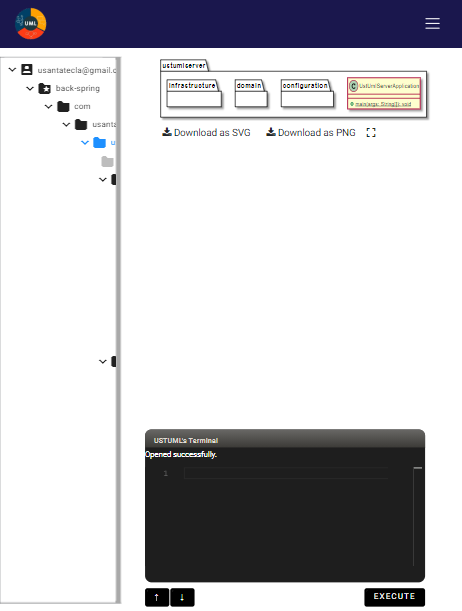 UML
usantatecla@gmail.c
back-spring
com
usanta
u
ustumlserver
infrastructure
domain
configuration
C UstUmlServerApplication
main(args: String[]): void
Download as SVG
Download as PNG
USTUML's Terminal
Opened successfully.
1
↑ ↓
EXECUTE